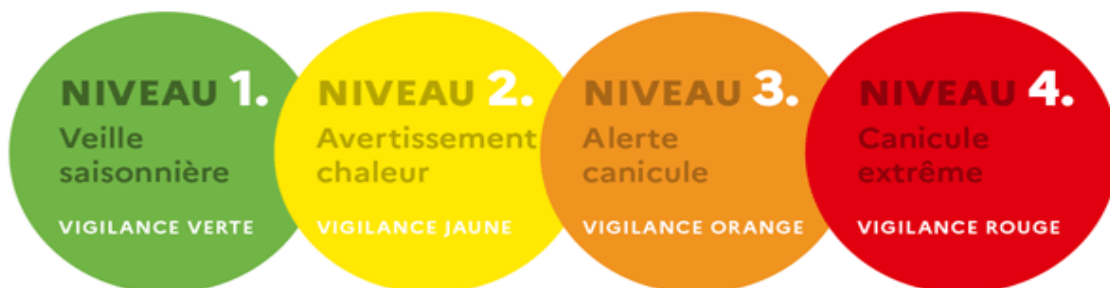 NIVEAU 1.
Veille
saisonnière
VIGILANCE VERTE
NIVEAU 2.
Avertissement
chaleur
VIGILANCE JAUNE
NIVEAU 3.
Alerte
canicule
VIGILANCE ORANGE
NIVEAU 4.
Canicule
extrême
VIGILANCE ROUGE